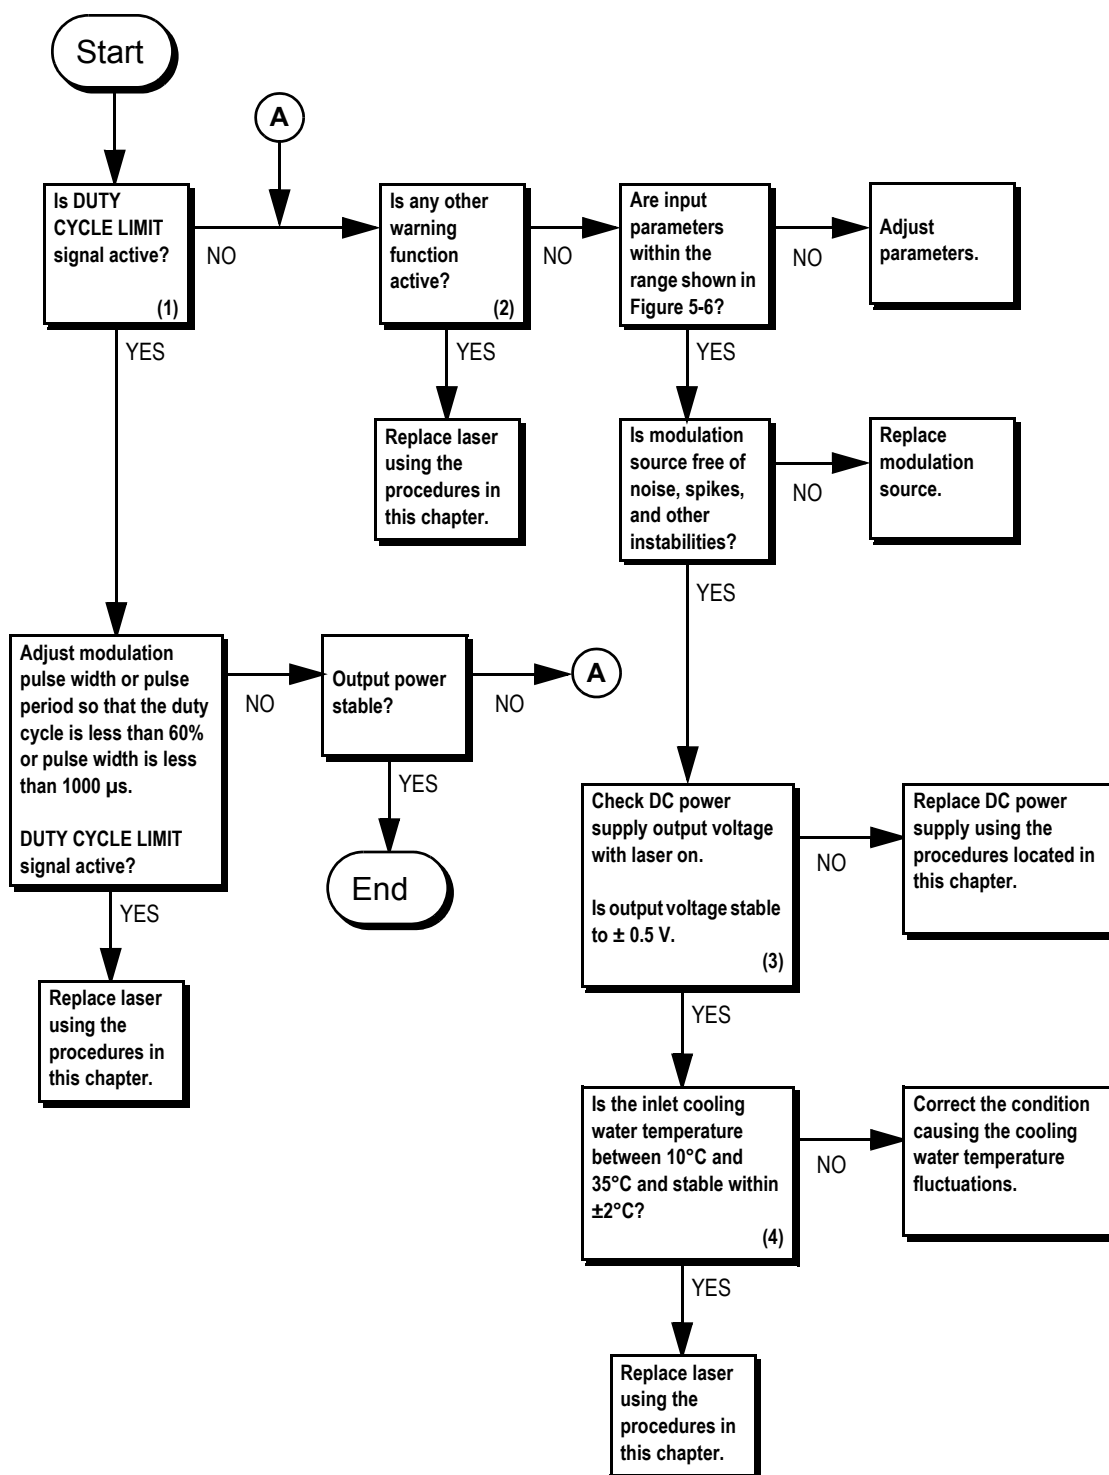 Start
A
Is DUTY
CYCLE LIMIT
signal active?
(1)
NO
YES
Is any other
warning
function
active?
(2)
NO
YES
Are input
parameters
within the
range shown in
Figure 5-6?
NO
YES
Adjust
parameters.
Replace laser
using the
procedures in
this chapter.
Is modulation
source free of
noise, spikes,
and other
instabilities?
NO
YES
Replace
modulation
source.
Adjust modulation
pulse width or pulse
period so that the duty
cycle is less than 60%
or pulse width is less
than 1000 µs.
DUTY CYCLE LIMIT
signal active?
NO
YES
Output power
stable?
NO
YES
A
End
Replace laser
using the
procedures in
this chapter.
Check DC power
supply output voltage
with laser on.
Is output voltage stable
to ± 0.5 V.
(3)
NO
YES
Replace DC power
supply using the
procedures located in
this chapter.
Is the inlet cooling
water temperature
between 10°C and
35°C and stable within
±2°C?
(4)
NO
YES
Correct the condition
causing the cooling
water temperature
fluctuations.
Replace laser
using the
procedures in
this chapter.